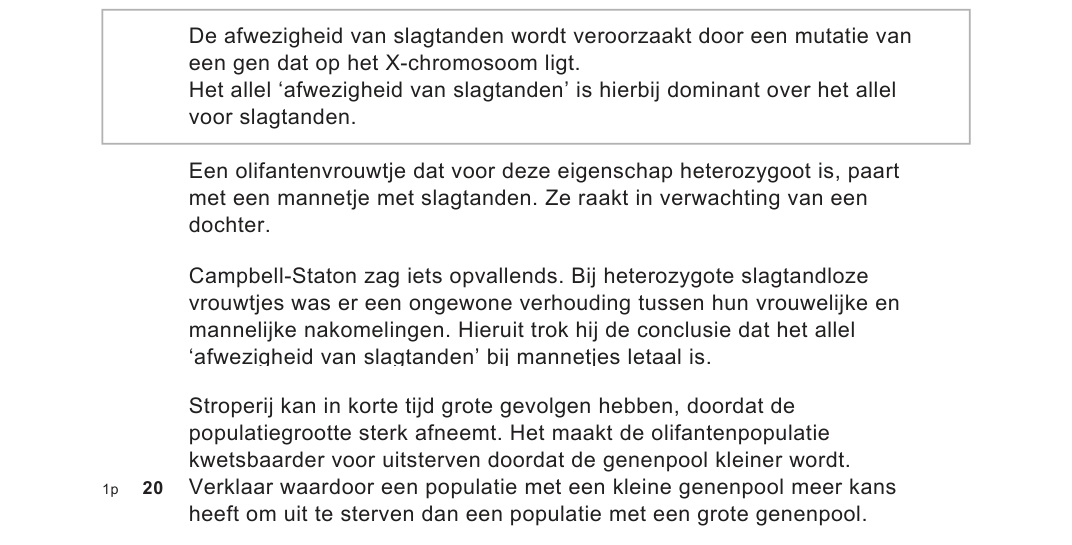 De afwezigheid van slagtanden wordt veroorzaakt door een mutatie van
een gen dat op het X-chromosoom ligt.
Het allel ‘afwezigheid van slagtanden’ is hierbij dominant over het allel
voor slagtanden.
Een olifantenvrouwtje dat voor deze eigenschap heterozygoot is, paart
met een mannetje met slagtanden. Ze raakt in verwachting van een
dochter.
Campbell-Staton zag iets opvallends. Bij heterozygote slagtandloze
vrouwtjes was er een ongewone verhouding tussen hun vrouwelijke en
mannelijke nakomelingen. Hieruit trok hij de conclusie dat het allel
‘afwezigheid van slagtanden’ bij mannetjes letaal is.
Stroperij kan in korte tijd grote gevolgen hebben, doordat de
populatiegrootte sterk afneemt. Het maakt de olifantenpopulatie
kwetsbaarder voor uitsterven doordat de genenpool kleiner wordt.
1p 20 Verklaar waardoor een populatie met een kleine genenpool meer kans
heeft om uit te sterven dan een populatie met een grote genenpool.